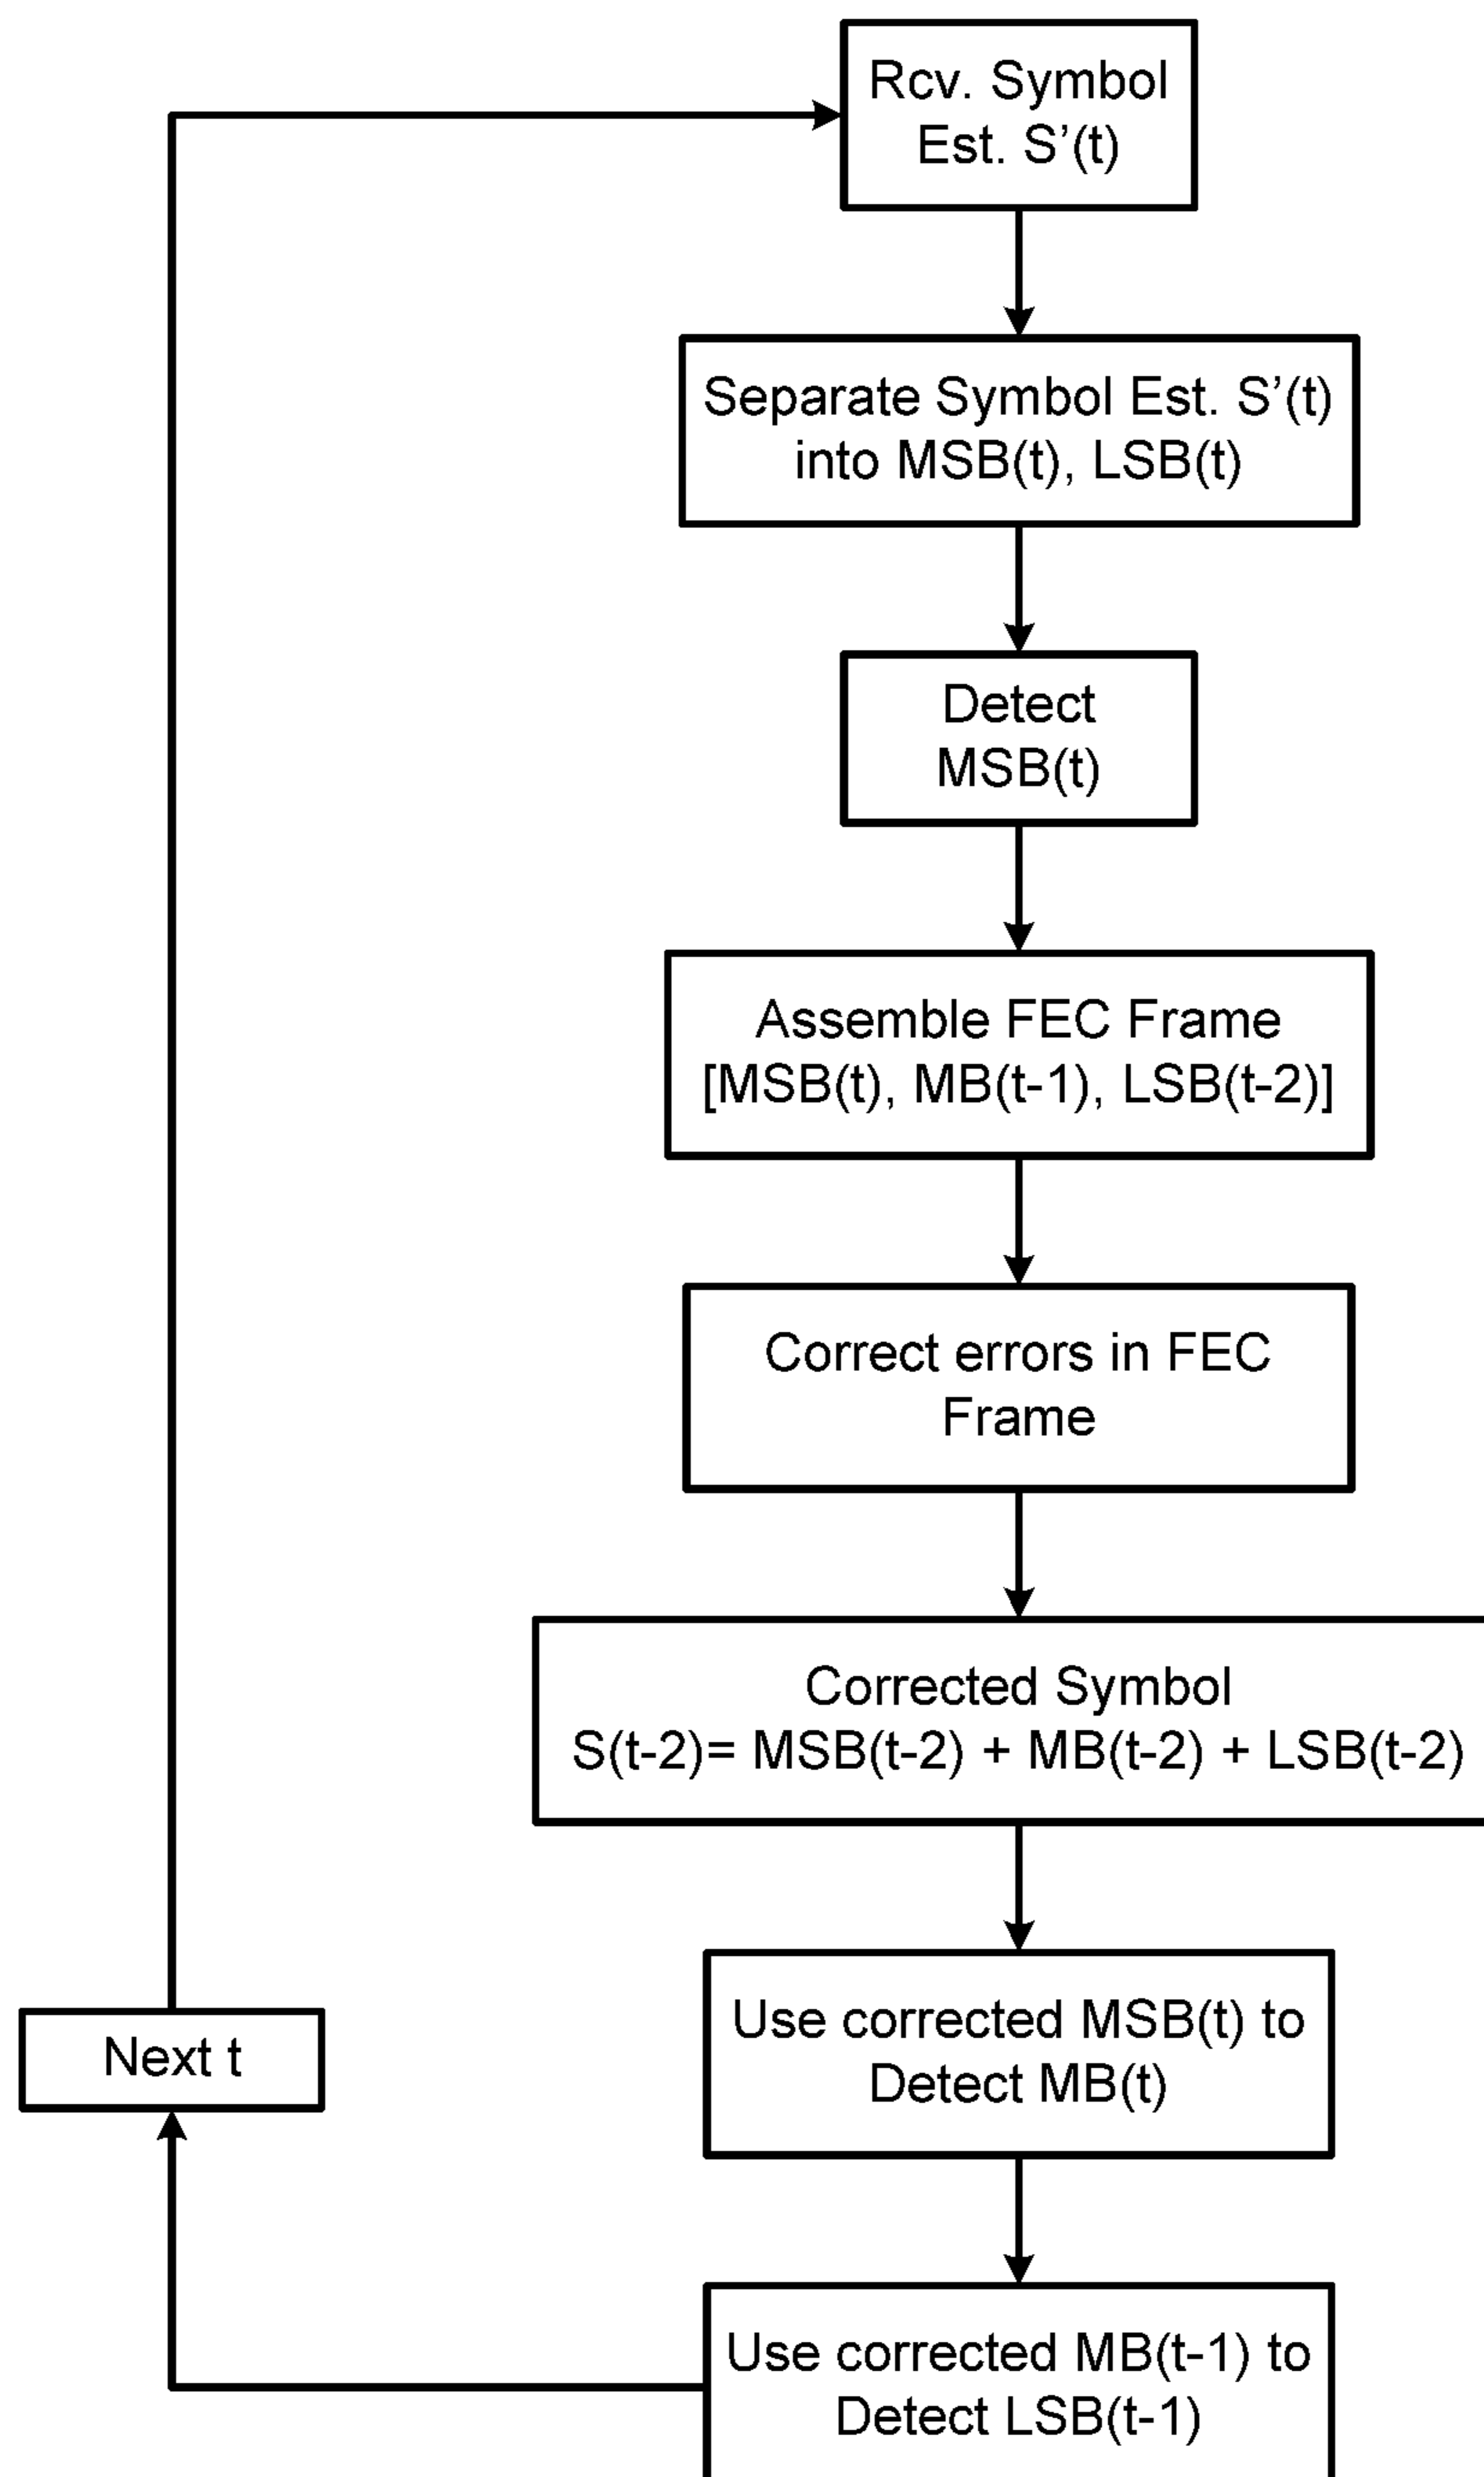 Rcv. Symbol
Est. S’(t)
Separate Symbol Est. S’(t)
into MSB(t), LSB(t)
Detect
MSB(t)
Assemble FEC Frame
[MSB(t), MB(t-1), LSB(t-2)]
Correct errors in FEC
Frame
Corrected Symbol
S(t-2)= MSB(t-2) + MB(t-2) + LSB(t-2)
Use corrected MSB(t) to
Detect MB(t)
Next t
Use corrected MB(t-1) to
Detect LSB(t-1)